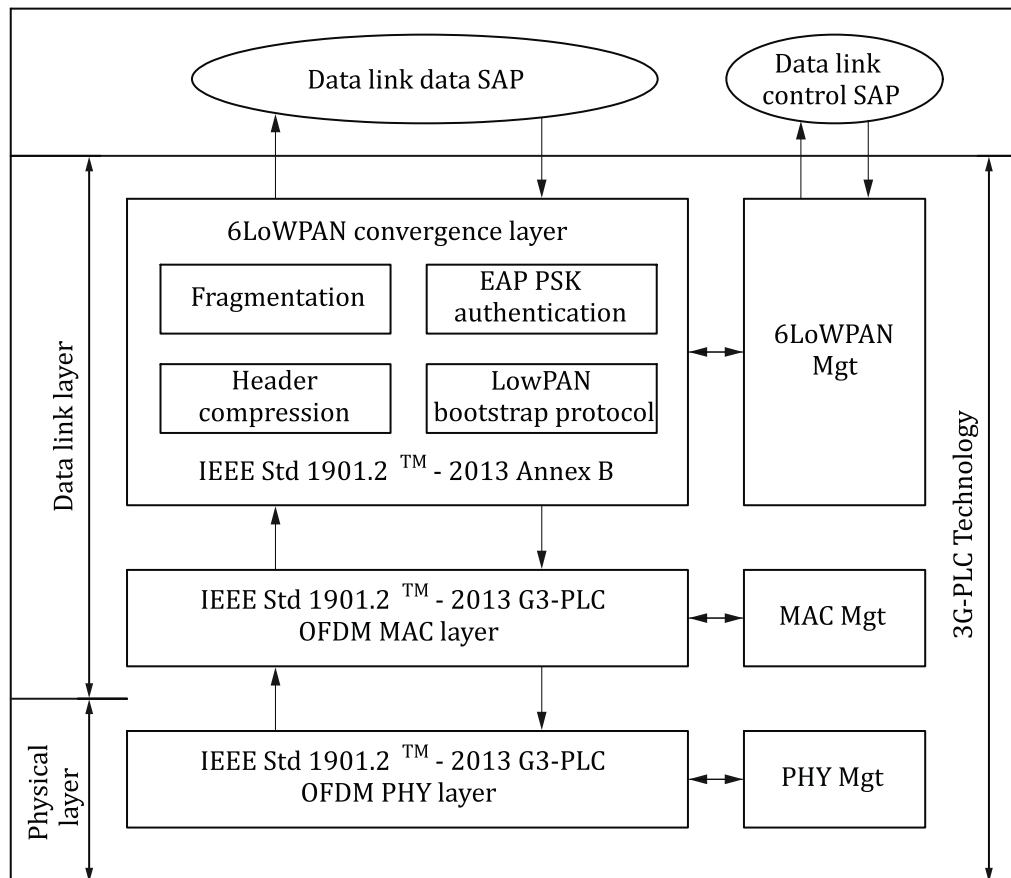 Data link data SAP
Data link
control SAP
6LoWPAN convergence layer
Fragmentation
EAP PSK
authentication
Header
compression
LowPAN
bootstrap protocol
IEEE Std 1901.2 ™ - 2013 Annex B
6LoWPAN
Mgt
Data link layer
3G-PLC Technology
IEEE Std 1901.2 ™ - 2013 G3-PLC
OFDM MAC layer
MAC Mgt
Physical
layer
IEEE Std 1901.2 ™ - 2013 G3-PLC
OFDM PHY layer
PHY Mgt